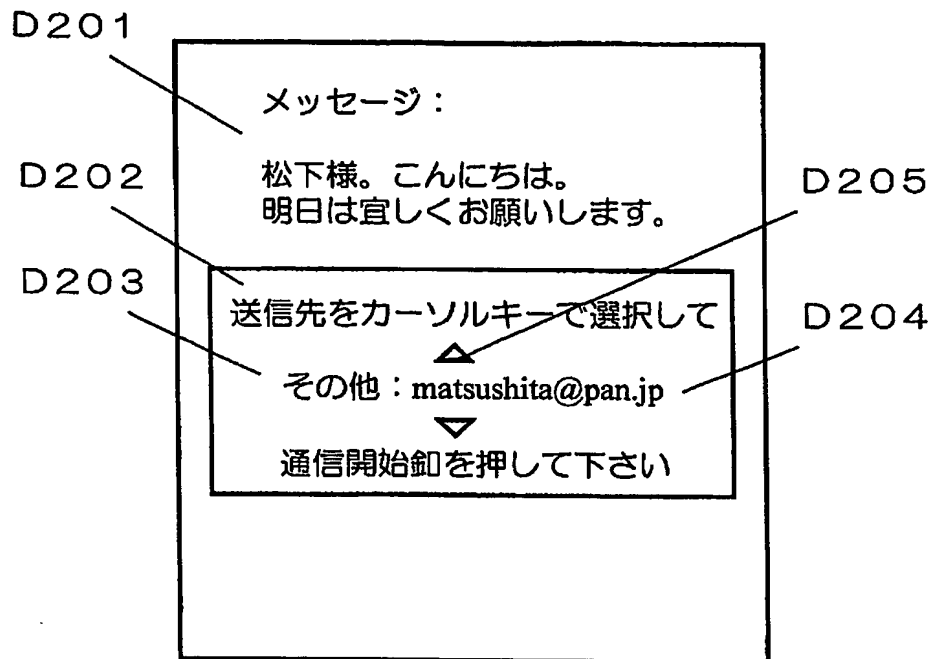 D201
メッセージ：
D202
松下様。こんにちは。
D205
明日は宜しくお願いします。
D203
送信先をカーソルキーで選択して
D204
△
その他：matsushita@pan.jp
▽
通信開始釦を押して下さい